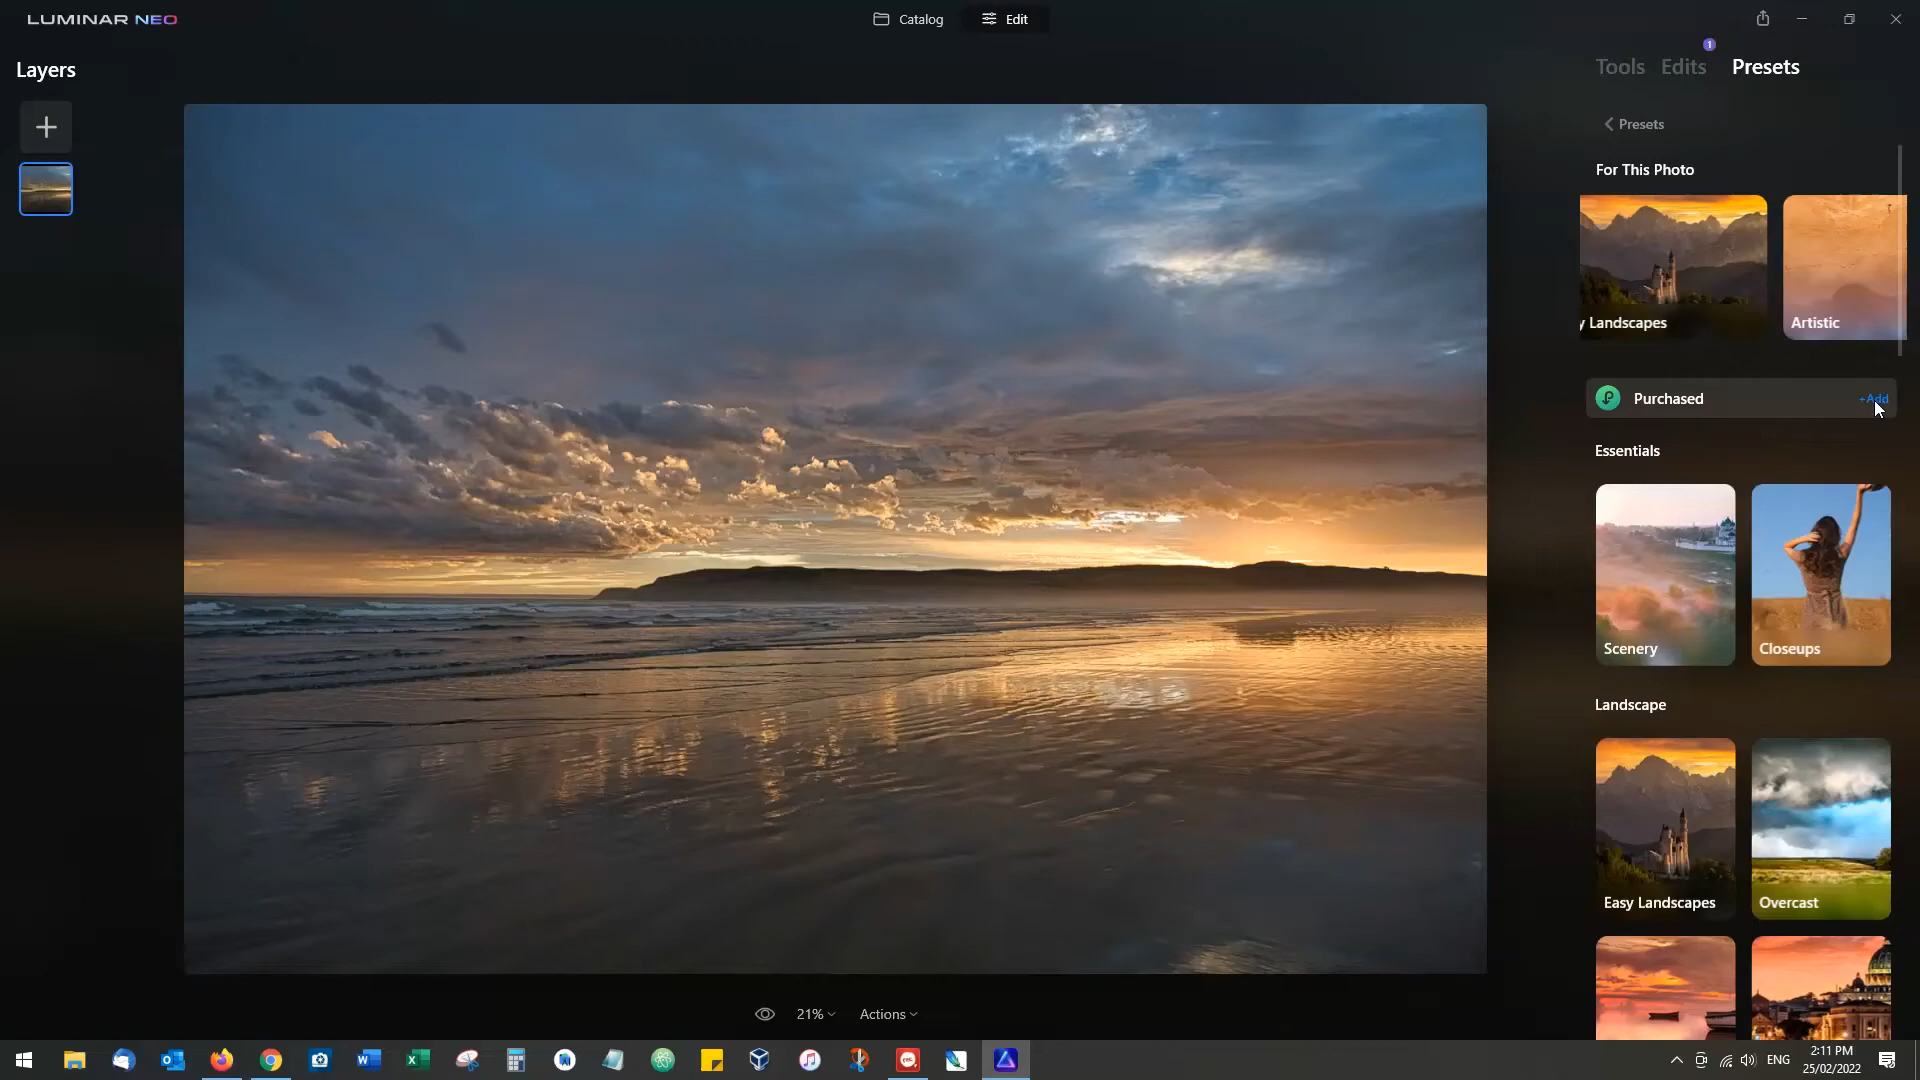 LUMINAR NEO
Catalog
Edit
Layers
1
Tools Edits Presets
Presets
For This Photo
y Landscapes
Artistic
Purchased
+Add
Essentials
Scenery
Closeups
Landscape
Easy Landscapes
Overcast
21%
Actions
ENG
2:11 PM
25/02/2022